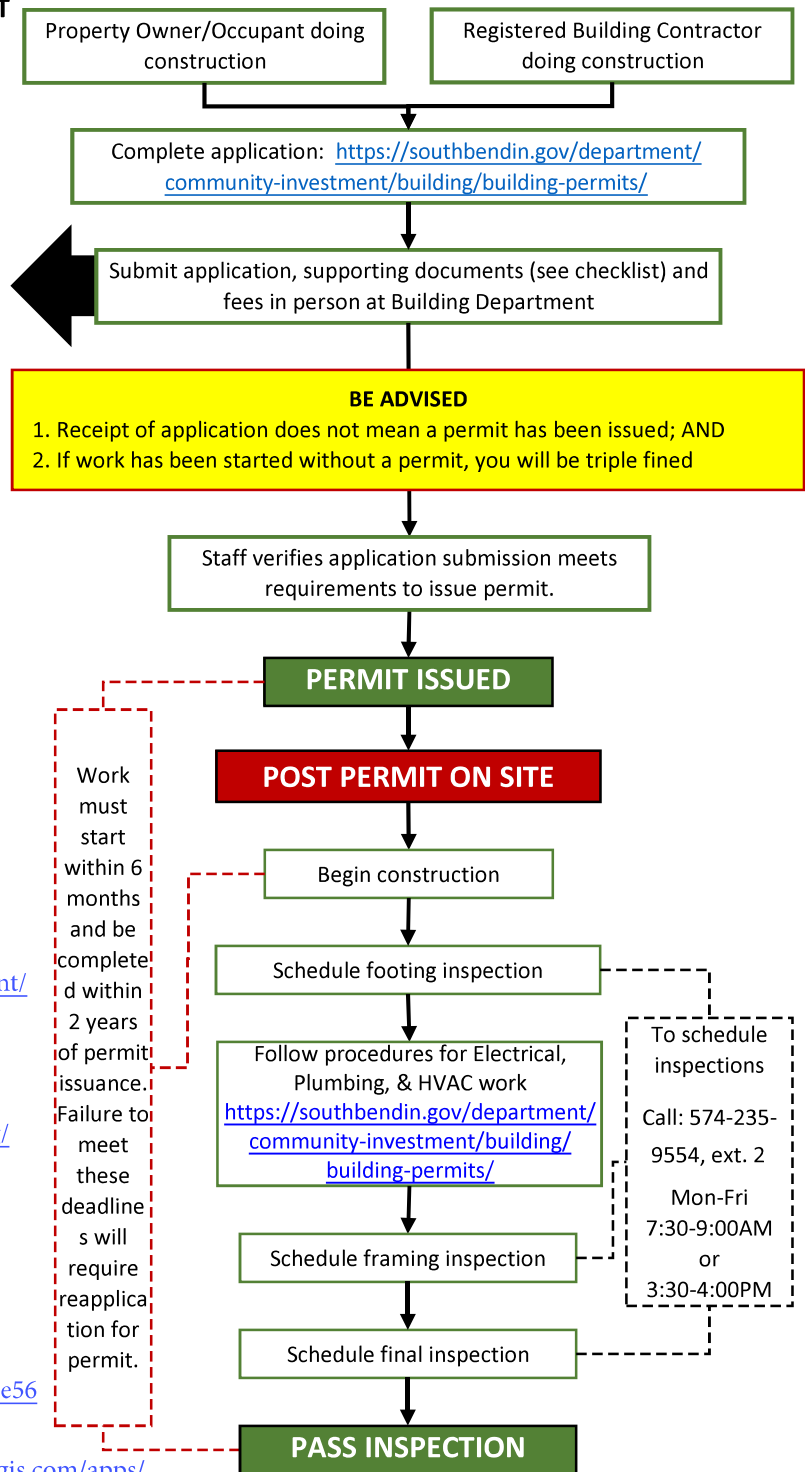 T
Property Owner/Occupant doing
construction
Registered Building Contractor
doing construction
Complete application: https://southbendin.gov/department/
community-investment/building/building-permits/
Submit application, supporting documents (see checklist) and
fees in person at Building Department
BE ADVISED
1. Receipt of application does not mean a permit has been issued; AND
2. If work has been started without a permit, you will be triple fined
Staff verifies application submission meets
requirements to issue permit.
PERMIT ISSUED
POST PERMIT ON SITE
Work
must
start
within 6
months
and be
complete
d within
2 years
of permit
issuance.
Failure to
meet
these
deadline
s will
require
reapplica
tion for
permit.
Begin construction
Schedule footing inspection
nt/
Follow procedures for Electrical,
Plumbing, & HVAC work
https://southbendin.gov/department/
community-investment/building/
building-permits/
/
To schedule
inspections
Call: 574-235-
9554, ext. 2
Mon-Fri
7:30-9:00AM
or
3:30-4:00PM
Schedule framing inspection
Schedule final inspection
e56
PASS INSPECTION
gis.com/apps/